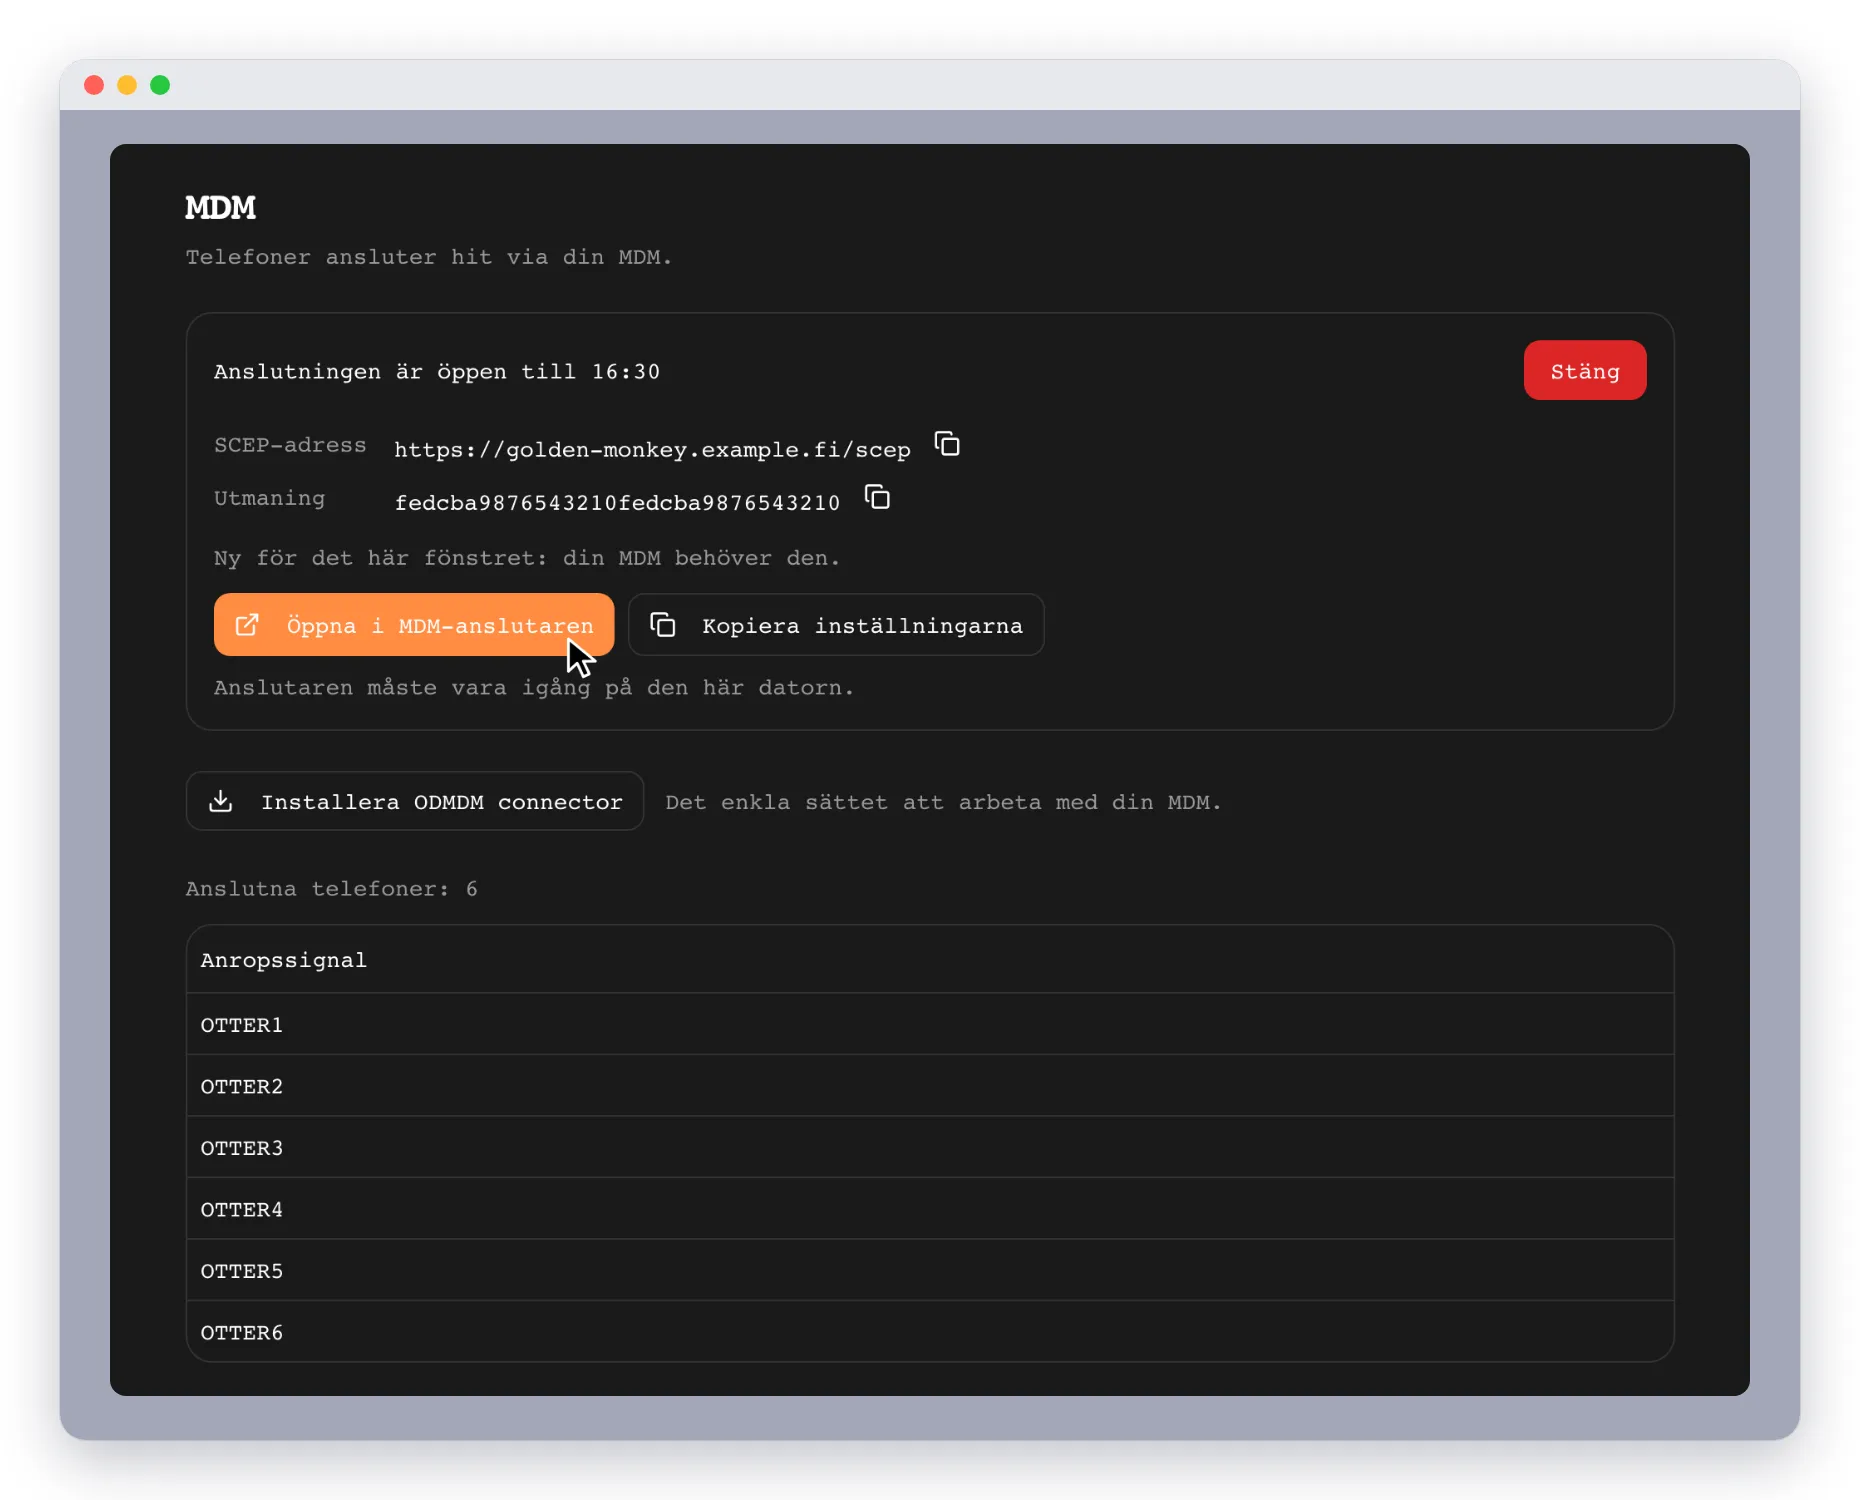 MDM
Telefoner ansluter hit via din MDM.
Anslutningen är öppen till 16:30
Stäng
SCEP-adress https://golden-monkey.example.fi/scep
Utmaning fedcba9876543210fedcba9876543210
Ny för det här fönstret: din MDM behöver den.
Öppna i MDM-anslutaren
Kopiera inställningarna
Anslutaren måste vara igång på den här datorn.
Installera ODMDM connector
Det enkla sättet att arbeta med din MDM.
Anslutna telefoner: 6
Anropssignal
OTTER1
OTTER2
OTTER3
OTTER4
OTTER5
OTTER6